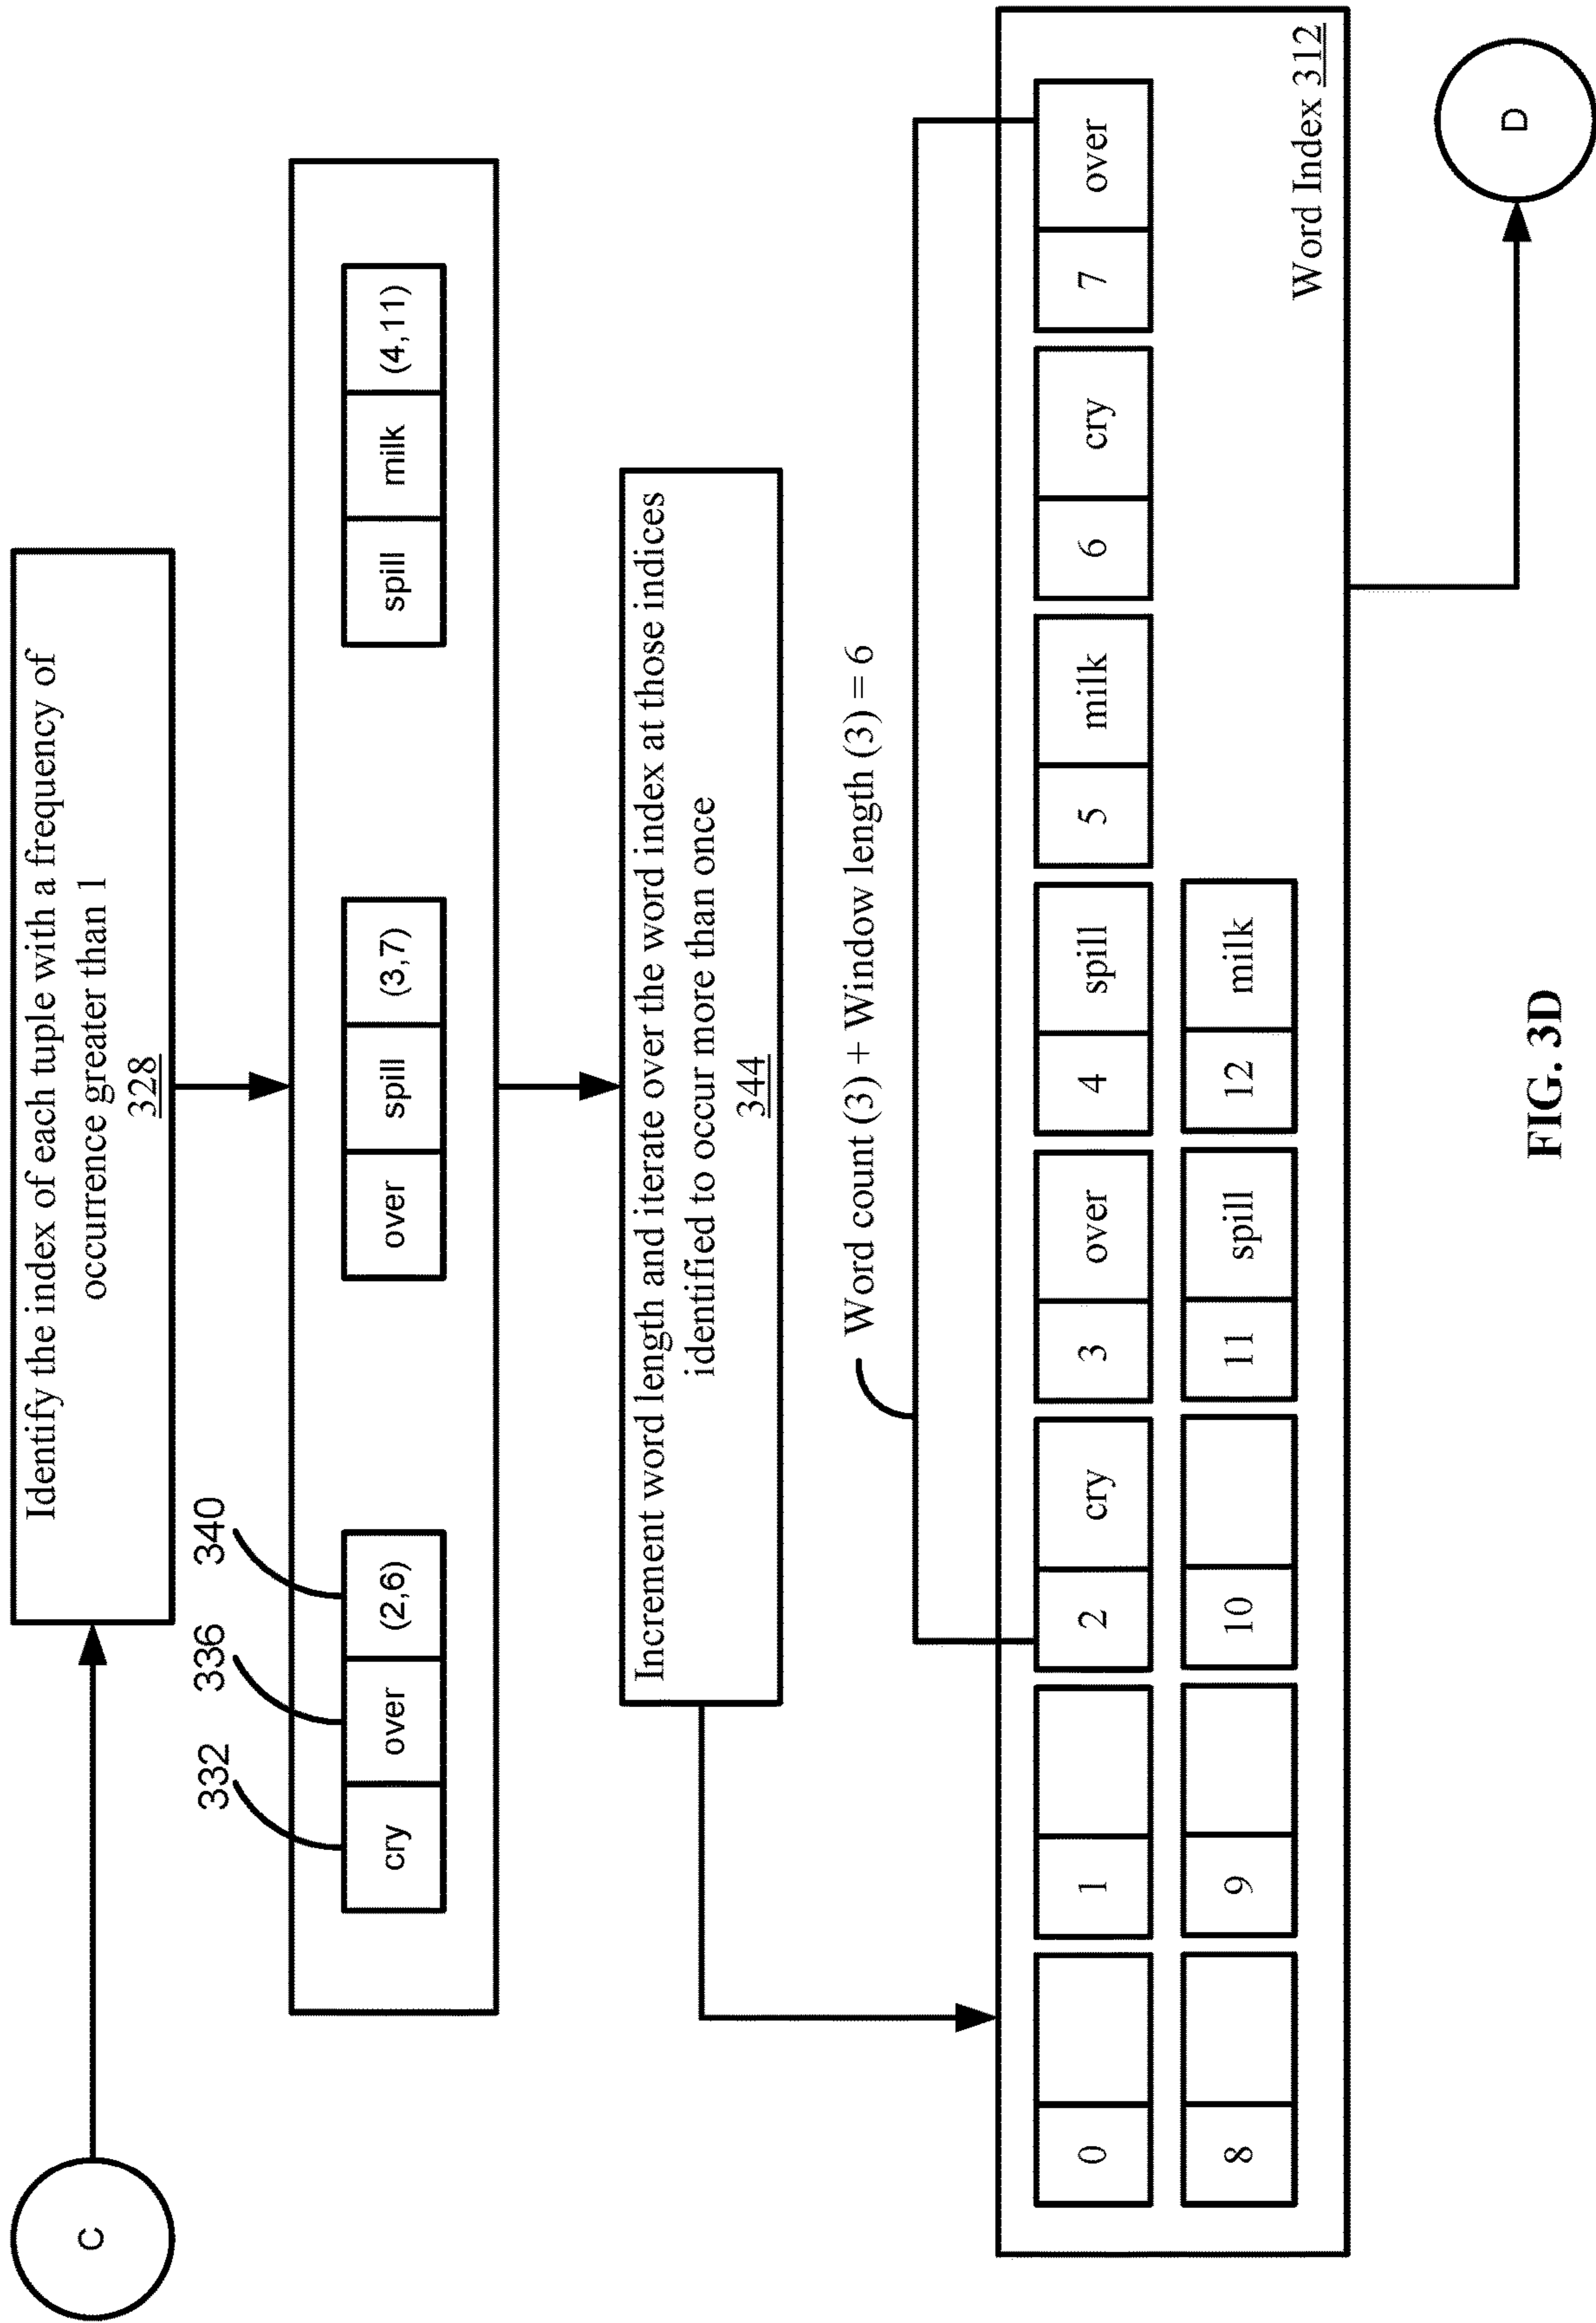 C
Identify the index of each tuple with a frequency of
occurrence greater than 1
328
332
336
340
cry over (2,6)
over spill (3,7)
spill milk (4,11)
Increment word length and iterate over the word index at those indices
identified to occur more than once
344
Word count (3) + Window length (3) = 6
0 1 2 cry 3 over 4 spill 5 milk 6 cry 7 over
8 9 10 11 spill 12 milk
Word Index 312
D
FIG. 3D